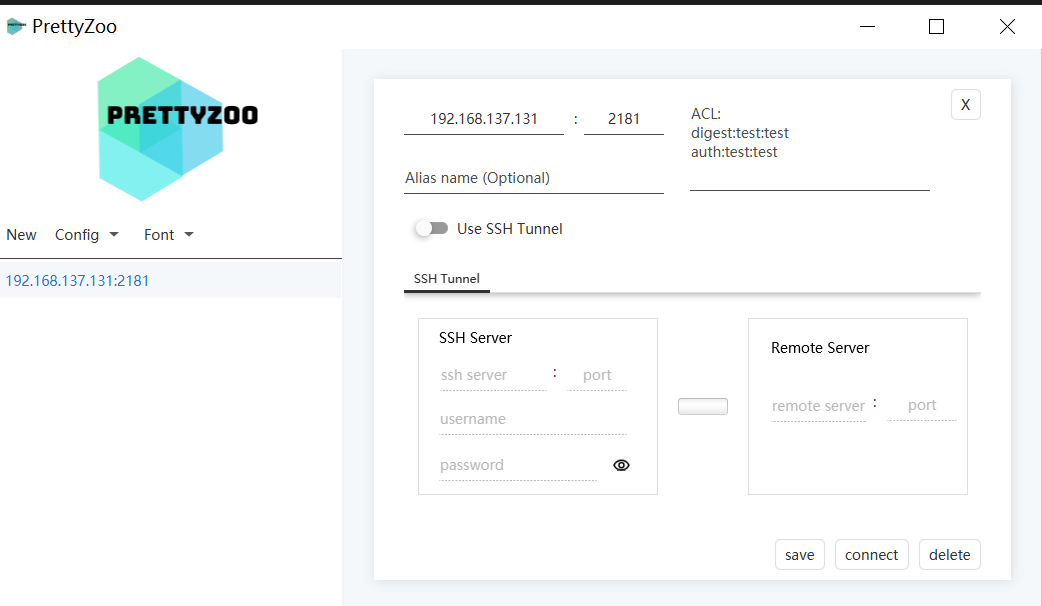 PrettyZoo
PRETTYZOO
New Config Font
192.168.137.131:2181
X
192.168.137.131 : 2181
ACL:
digest:test:test
auth:test:test
Alias name (Optional)
Use SSH Tunnel
SSH Tunnel
SSH Server
ssh server : port
username
password
Remote Server
remote server : port
save connect delete